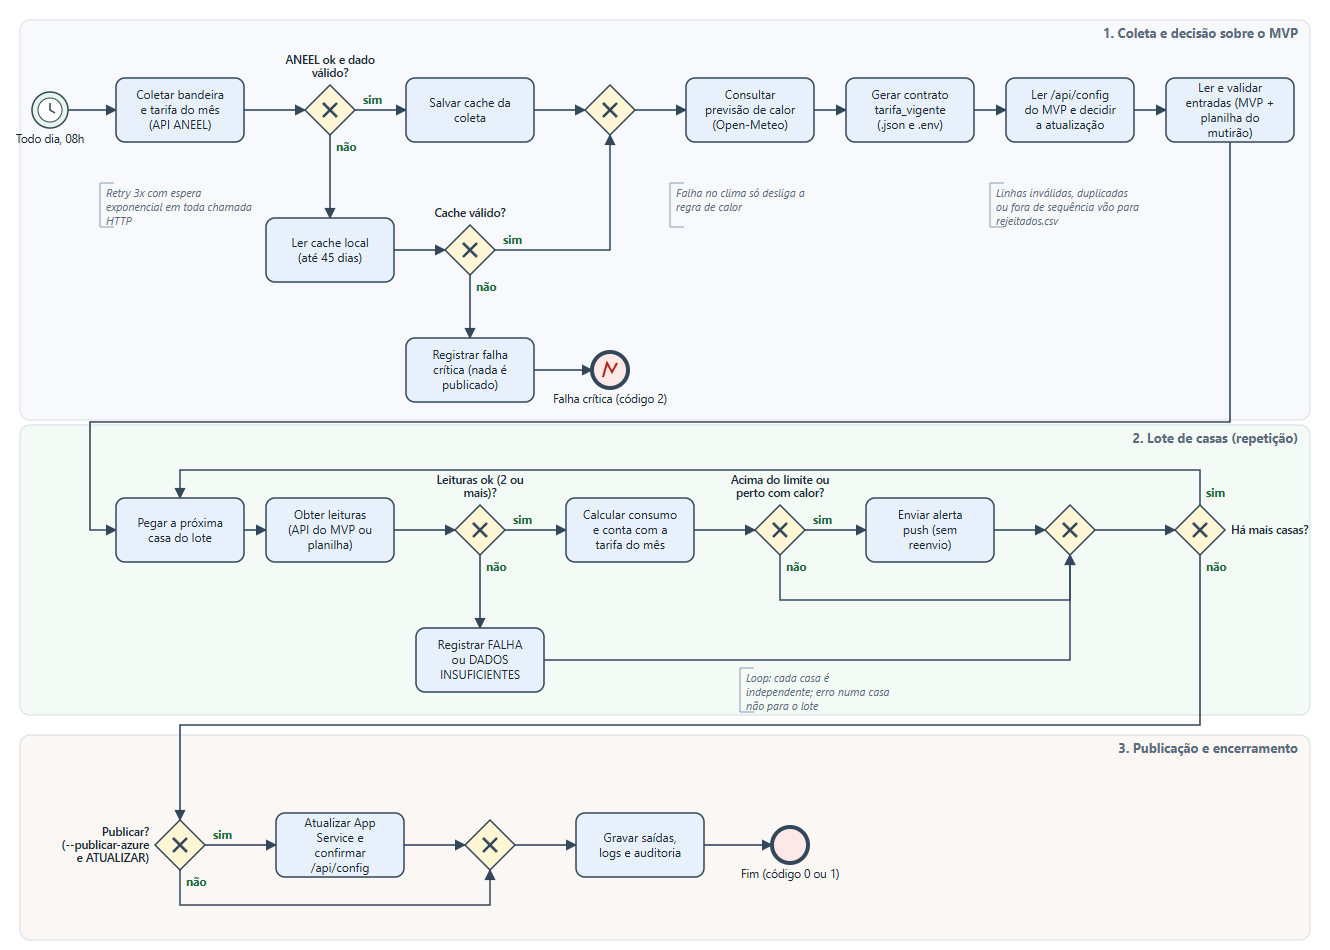 1. Coleta e decisão sobre o MVP
Todo dia, 08h
Coletar bandeira
e tarifa do mês
(API ANEEL)
ANEEL ok e dado
válido?
sim
não
Salvar cache da
coleta
Consultar
previsão de calor
(Open-Meteo)
Gerar contrato
tarifa_vigente
(.json e .env)
Ler /api/config
do MVP e decidir
a atualização
Ler e validar
entradas (MVP +
planilha do
mutirão)
Retry 3x com espera
exponencial em toda chamada
HTTP
Falha no clima só desliga a
regra de calor
Linhas inválidas, duplicadas
ou fora de sequência vão para
rejeitados.csv
Ler cache local
(até 45 dias)
Cache válido?
sim
não
Registrar falha
crítica (nada é
publicado)
Falha crítica (código 2)
2. Lote de casas (repetição)
Pegar a próxima
casa do lote
Obter leituras
(API do MVP ou
planilha)
Leituras ok (2 ou
mais)?
sim
não
Calcular consumo
e conta com a
tarifa do mês
Acima do limite ou
perto com calor?
sim
não
Enviar alerta
push (sem
reenvio)
sim
Há mais casas?
não
Registrar FALHA
ou DADOS
INSUFICIENTES
Loop: cada casa é
independente; erro numa casa
não para o lote
3. Publicação e encerramento
Publicar?
(--publicar-azure
e ATUALIZAR)
sim
não
Atualizar App
Service e
confirmar
/api/config
Gravar saídas,
logs e auditoria
Fim (código 0 ou 1)